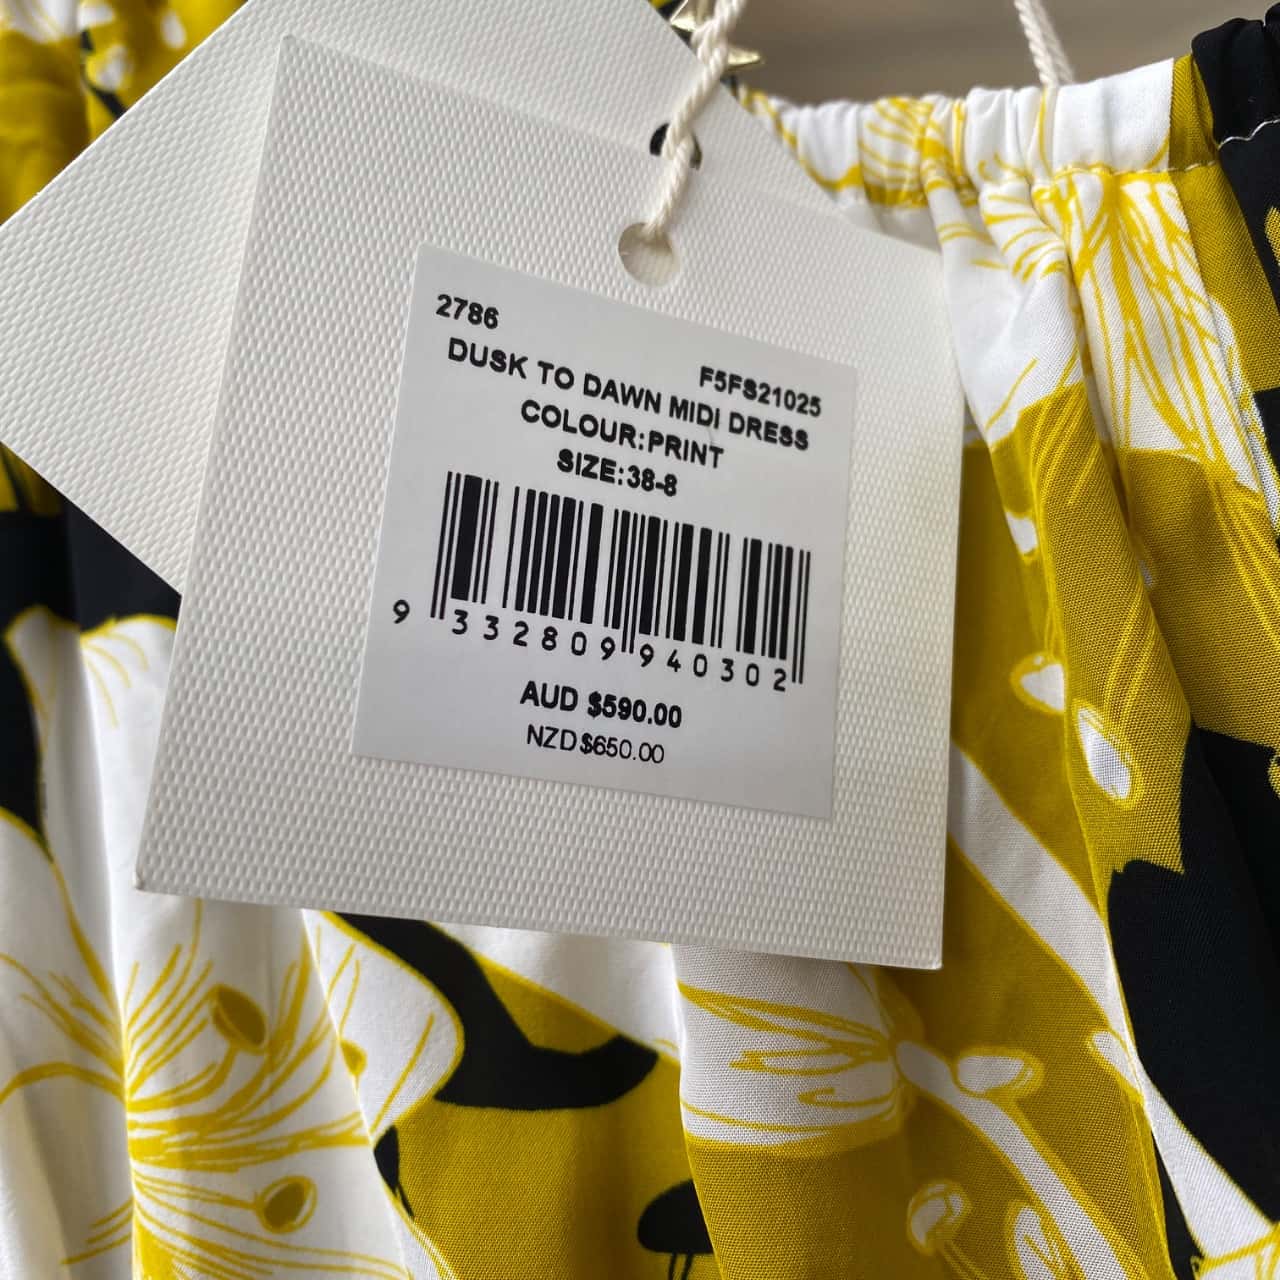 2786
F5FS21025
DUSK TO DAWN MIDI DRESS
COLOUR:PRINT
SIZE:38-8
9 332809 940302
AUD $590.00
NZD$650.00